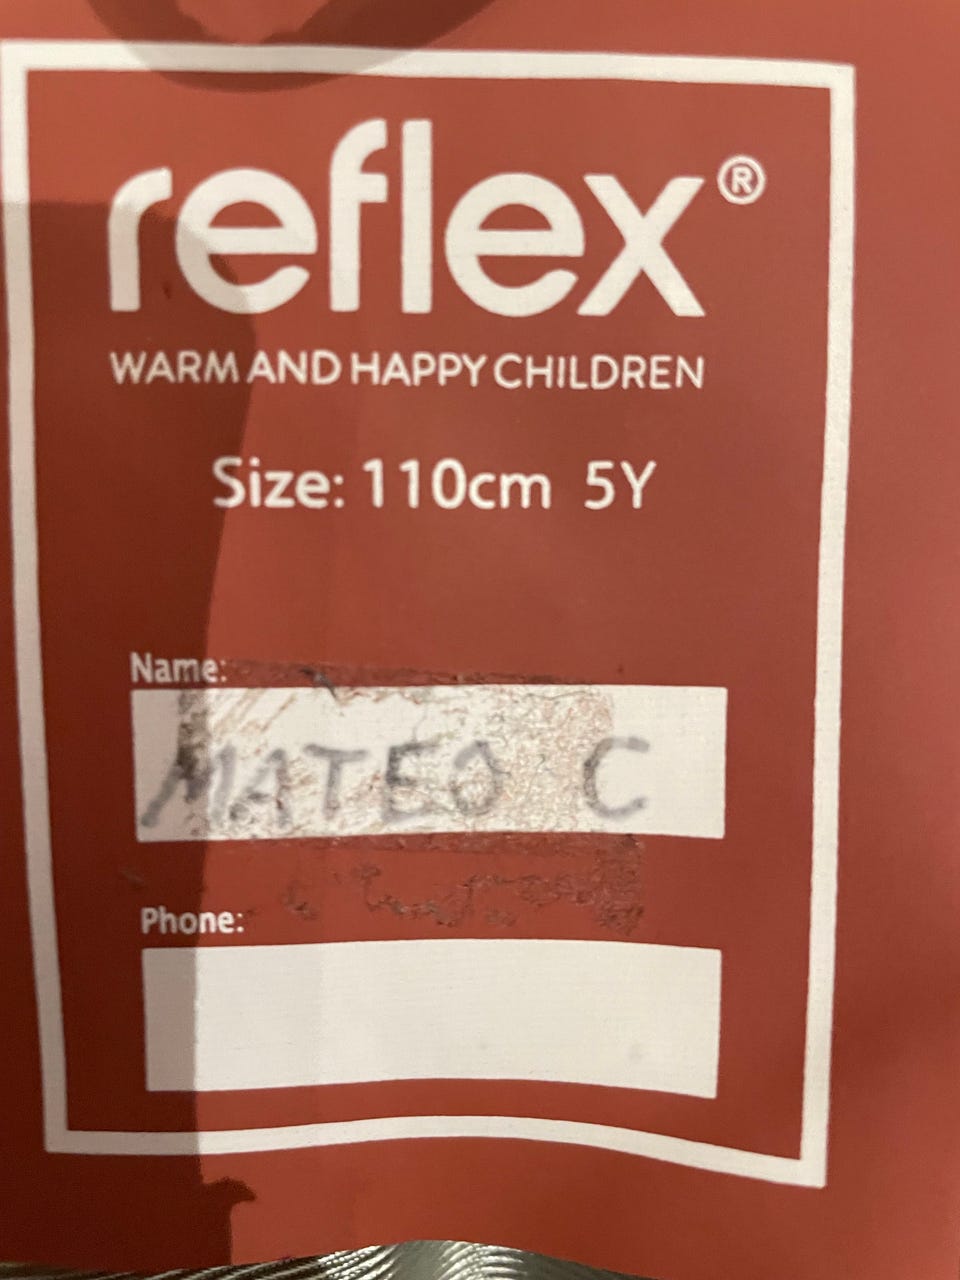 reflex®
WARM AND HAPPY CHILDREN
Size: 110cm 5Y
Name:
MATEO C
Phone: